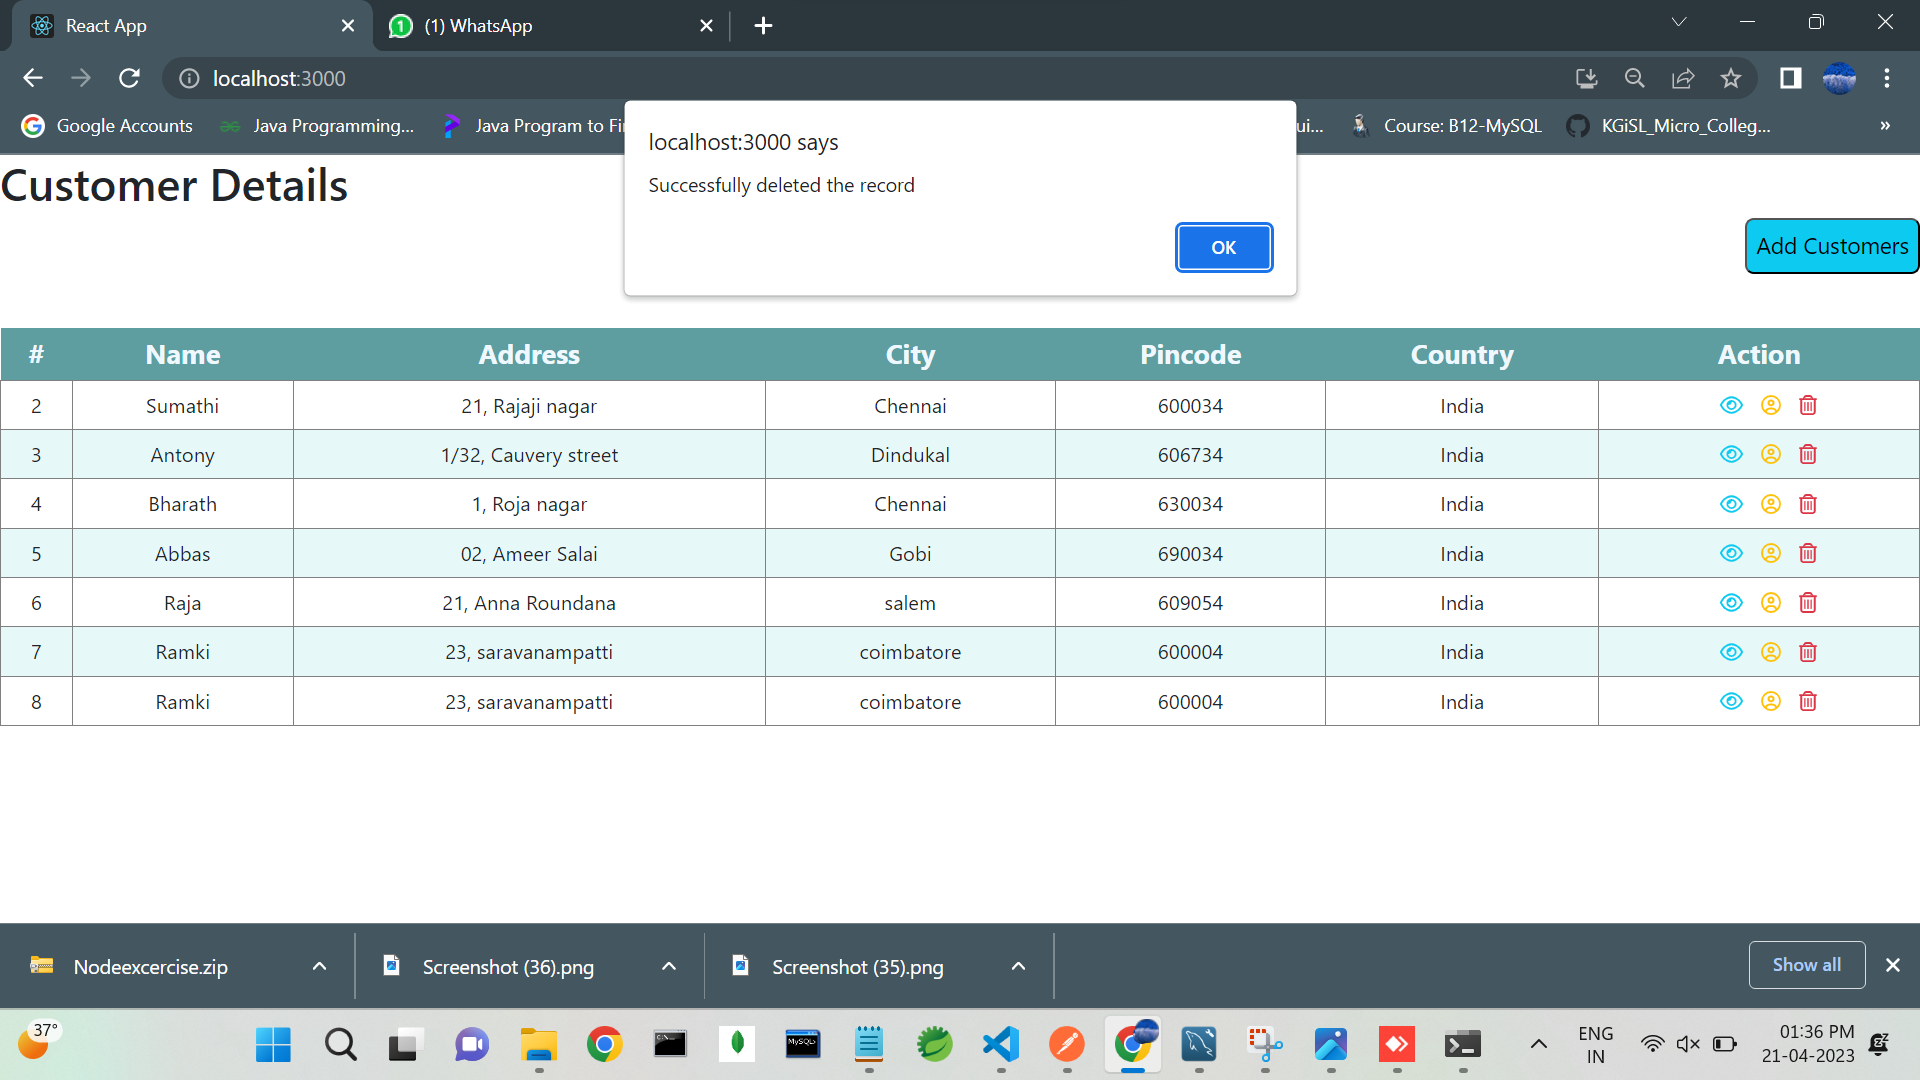 React App
(1) WhatsApp
localhost:3000
Google Accounts
Java Programming...
Java Program to Fi
ui...
Course: B12-MySQL
KGiSL_Micro_Colleg...
»
localhost:3000 says
Successfully deleted the record
OK
Customer Details
Add Customers
# Name Address City Pincode Country Action
2 Sumathi 21, Rajaji nagar Chennai 600034 India
3 Antony 1/32, Cauvery street Dindukal 606734 India
4 Bharath 1, Roja nagar Chennai 630034 India
5 Abbas 02, Ameer Salai Gobi 690034 India
6 Raja 21, Anna Roundana salem 609054 India
7 Ramki 23, saravanampatti coimbatore 600004 India
8 Ramki 23, saravanampatti coimbatore 600004 India
Nodeexcercise.zip
Screenshot (36).png
Screenshot (35).png
Show all
37°
MySQL>
ENG
IN
01:36 PM
21-04-2023